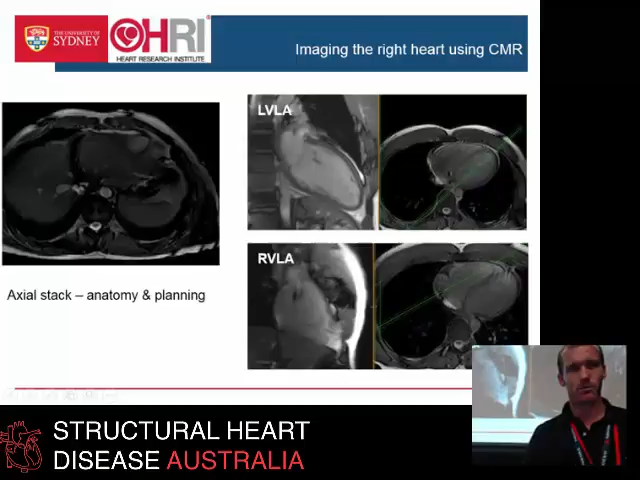 THE UNIVERSITY OF
SYDNEY
OHRI
HEART RESEARCH INSTITUTE
Imaging the right heart using CMR
LVLA
RVLA
Axial stack – anatomy & planning
STRUCTURAL HEART
DISEASE AUSTRALIA